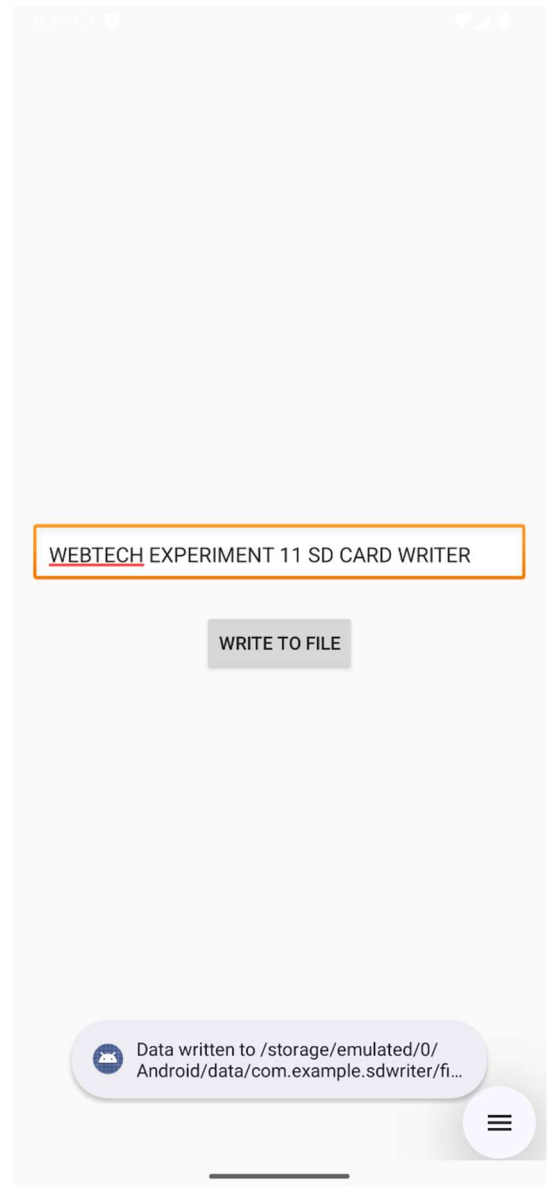 WEBTECH EXPERIMENT 11 SD CARD WRITER
WRITE TO FILE
Data written to /storage/emulated/0/
Android/data/com.example.sdwriter/fi...